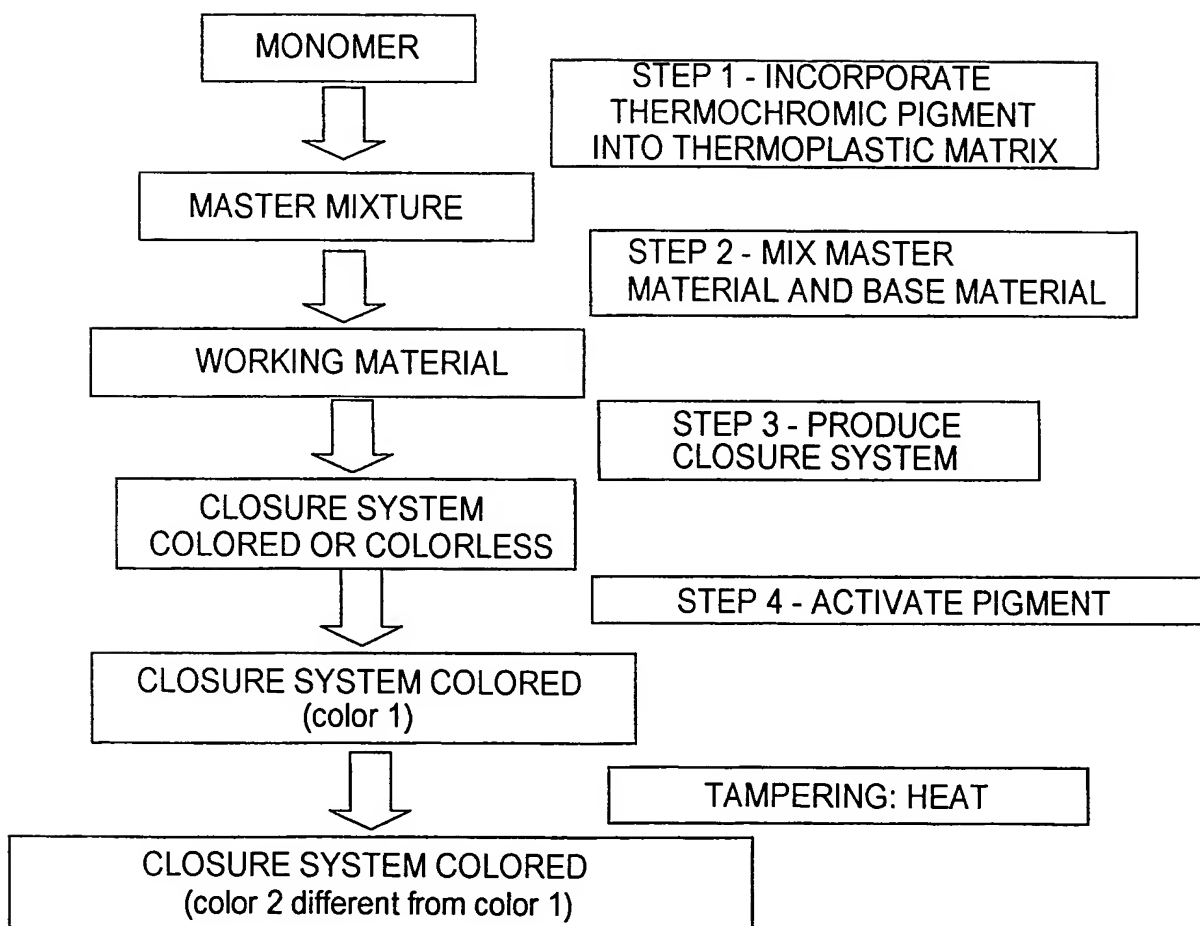 MONOMER
STEP 1 - INCORPORATE
THERMOCHROMIC PIGMENT
INTO THERMOPLASTIC MATRIX
MASTER MIXTURE
STEP 2 - MIX MASTER
MATERIAL AND BASE MATERIAL
WORKING MATERIAL
STEP 3 - PRODUCE
CLOSURE SYSTEM
CLOSURE SYSTEM
COLORED OR COLORLESS
STEP 4 - ACTIVATE PIGMENT
CLOSURE SYSTEM COLORED
(color 1)
TAMPERING: HEAT
CLOSURE SYSTEM COLORED
(color 2 different from color 1)